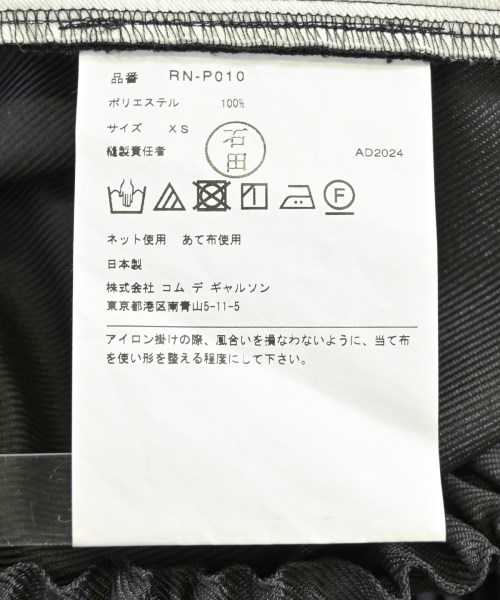 品番 RN-P010
ポリエステル 100%
サイズ XS
石田
縫製責任者 AD2024
F
ネット使用 あて布使用
日本製
株式会社 コム デ ギャルソン
東京都港区南青山5-11-5
アイロン掛けの際、風合いを損なわないように、当て布
を使い形を整える程度にして下さい。